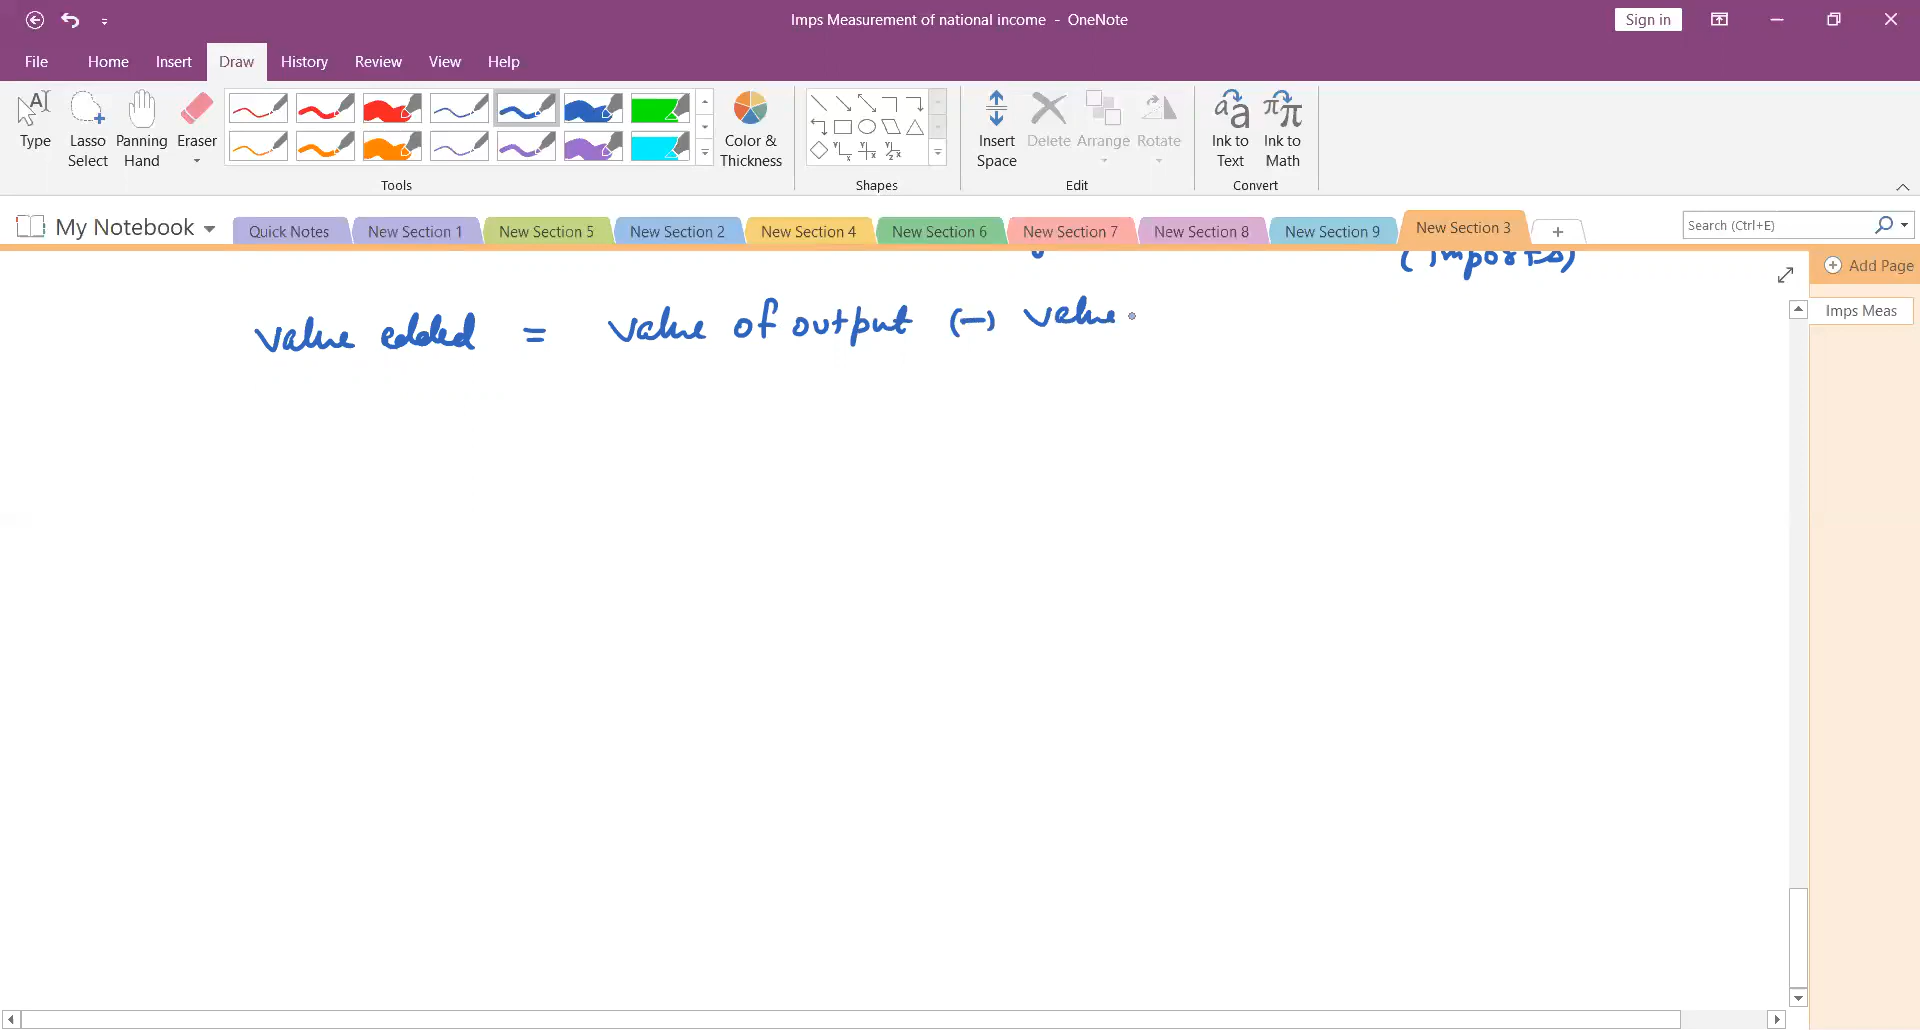 Imps Measurement of national income - OneNote
Sign in
File Home Insert Draw History Review View Help
Type
Lasso Select
Panning Hand
Eraser
Color & Thickness
Insert Space
Delete
Arrange
Rotate
Ink to Text
Ink to Math
Tools
Shapes
Edit
Convert
My Notebook
Quick Notes
New Section 1
New Section 5
New Section 2
New Section 4
New Section 6
New Section 7
New Section 8
New Section 9
New Section 3
Search (Ctrl+E)
Add Page
Imps Meas
(imports)
value added = value of output (-) value